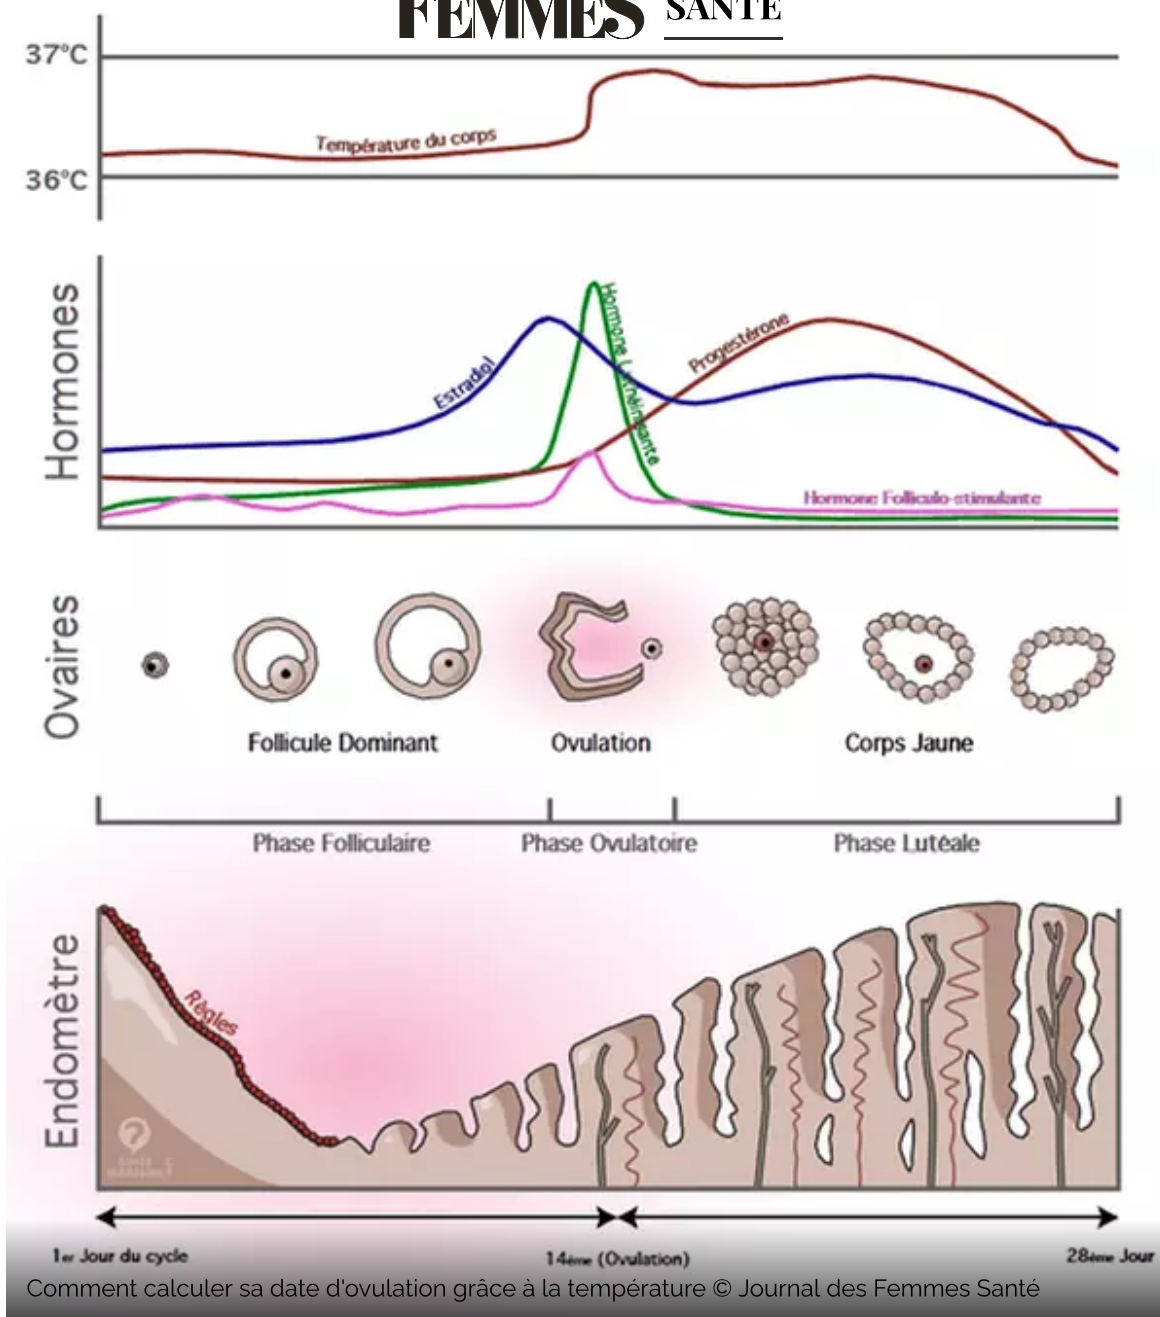 FEMMES SANTÉ
37°C
Température du corps
36°C
Hormones
Estradiol
Hormone Lutéinisante
Progestérone
Hormone Folliculo-stimulante
Ovaires
Follicule Dominant
Ovulation
Corps Jaune
Phase Folliculaire
Phase Ovulatoire
Phase Lutéale
Endomètre
Règles
1er Jour du cycle
14ème (Ovulation)
28ème Jour
Comment calculer sa date d'ovulation grâce à la température © Journal des Femmes Santé